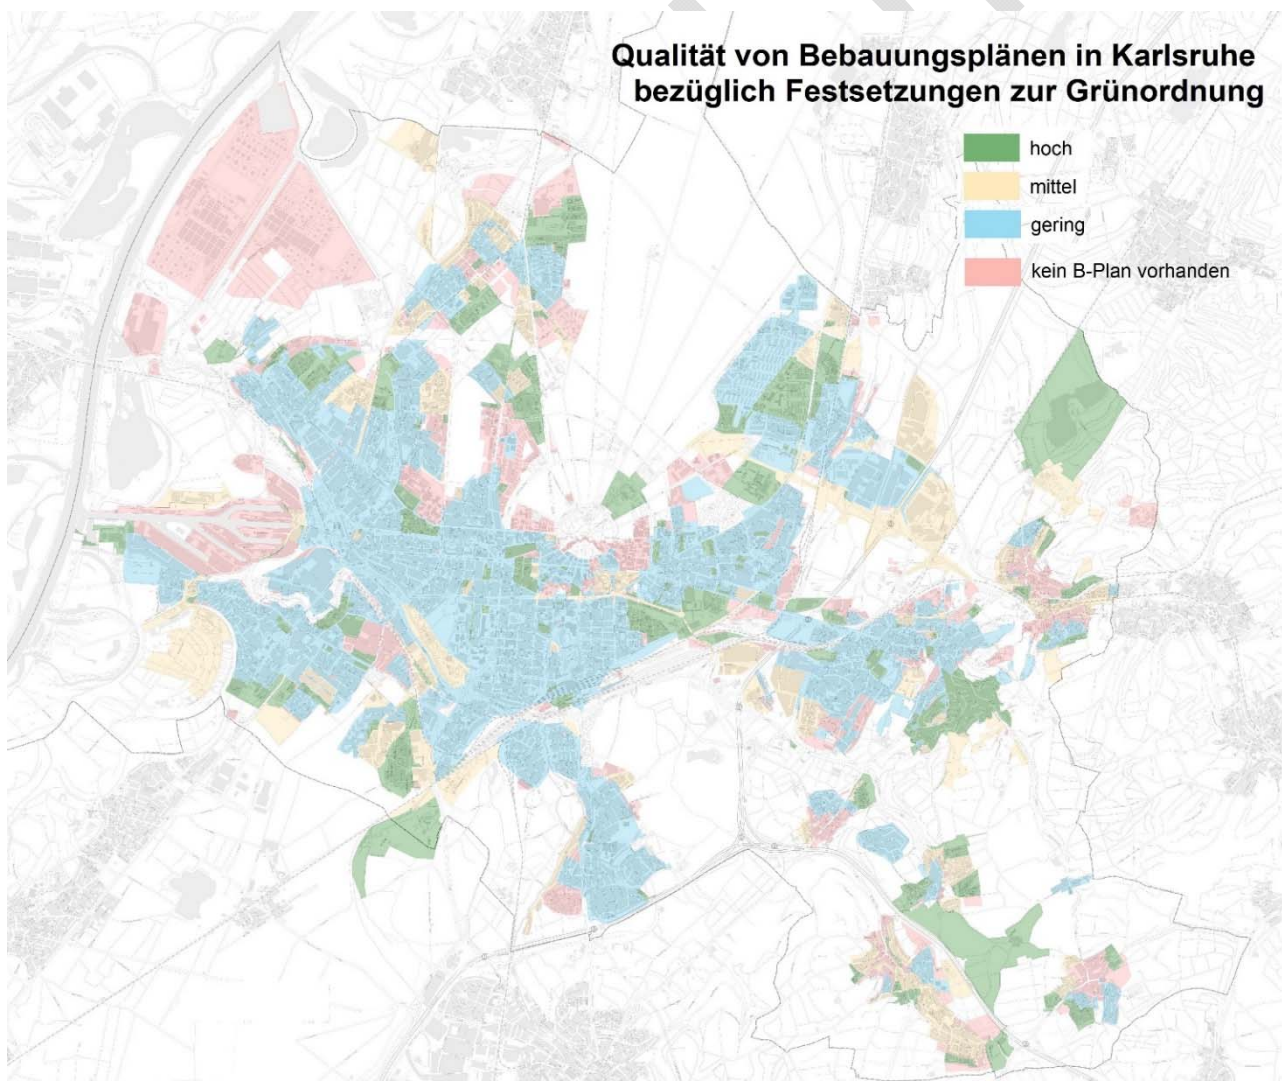 Qualität von Bebauungsplänen in Karlsruhe
bezüglich Festsetzungen zur Grünordnung
hoch
mittel
gering
kein B-Plan vorhanden